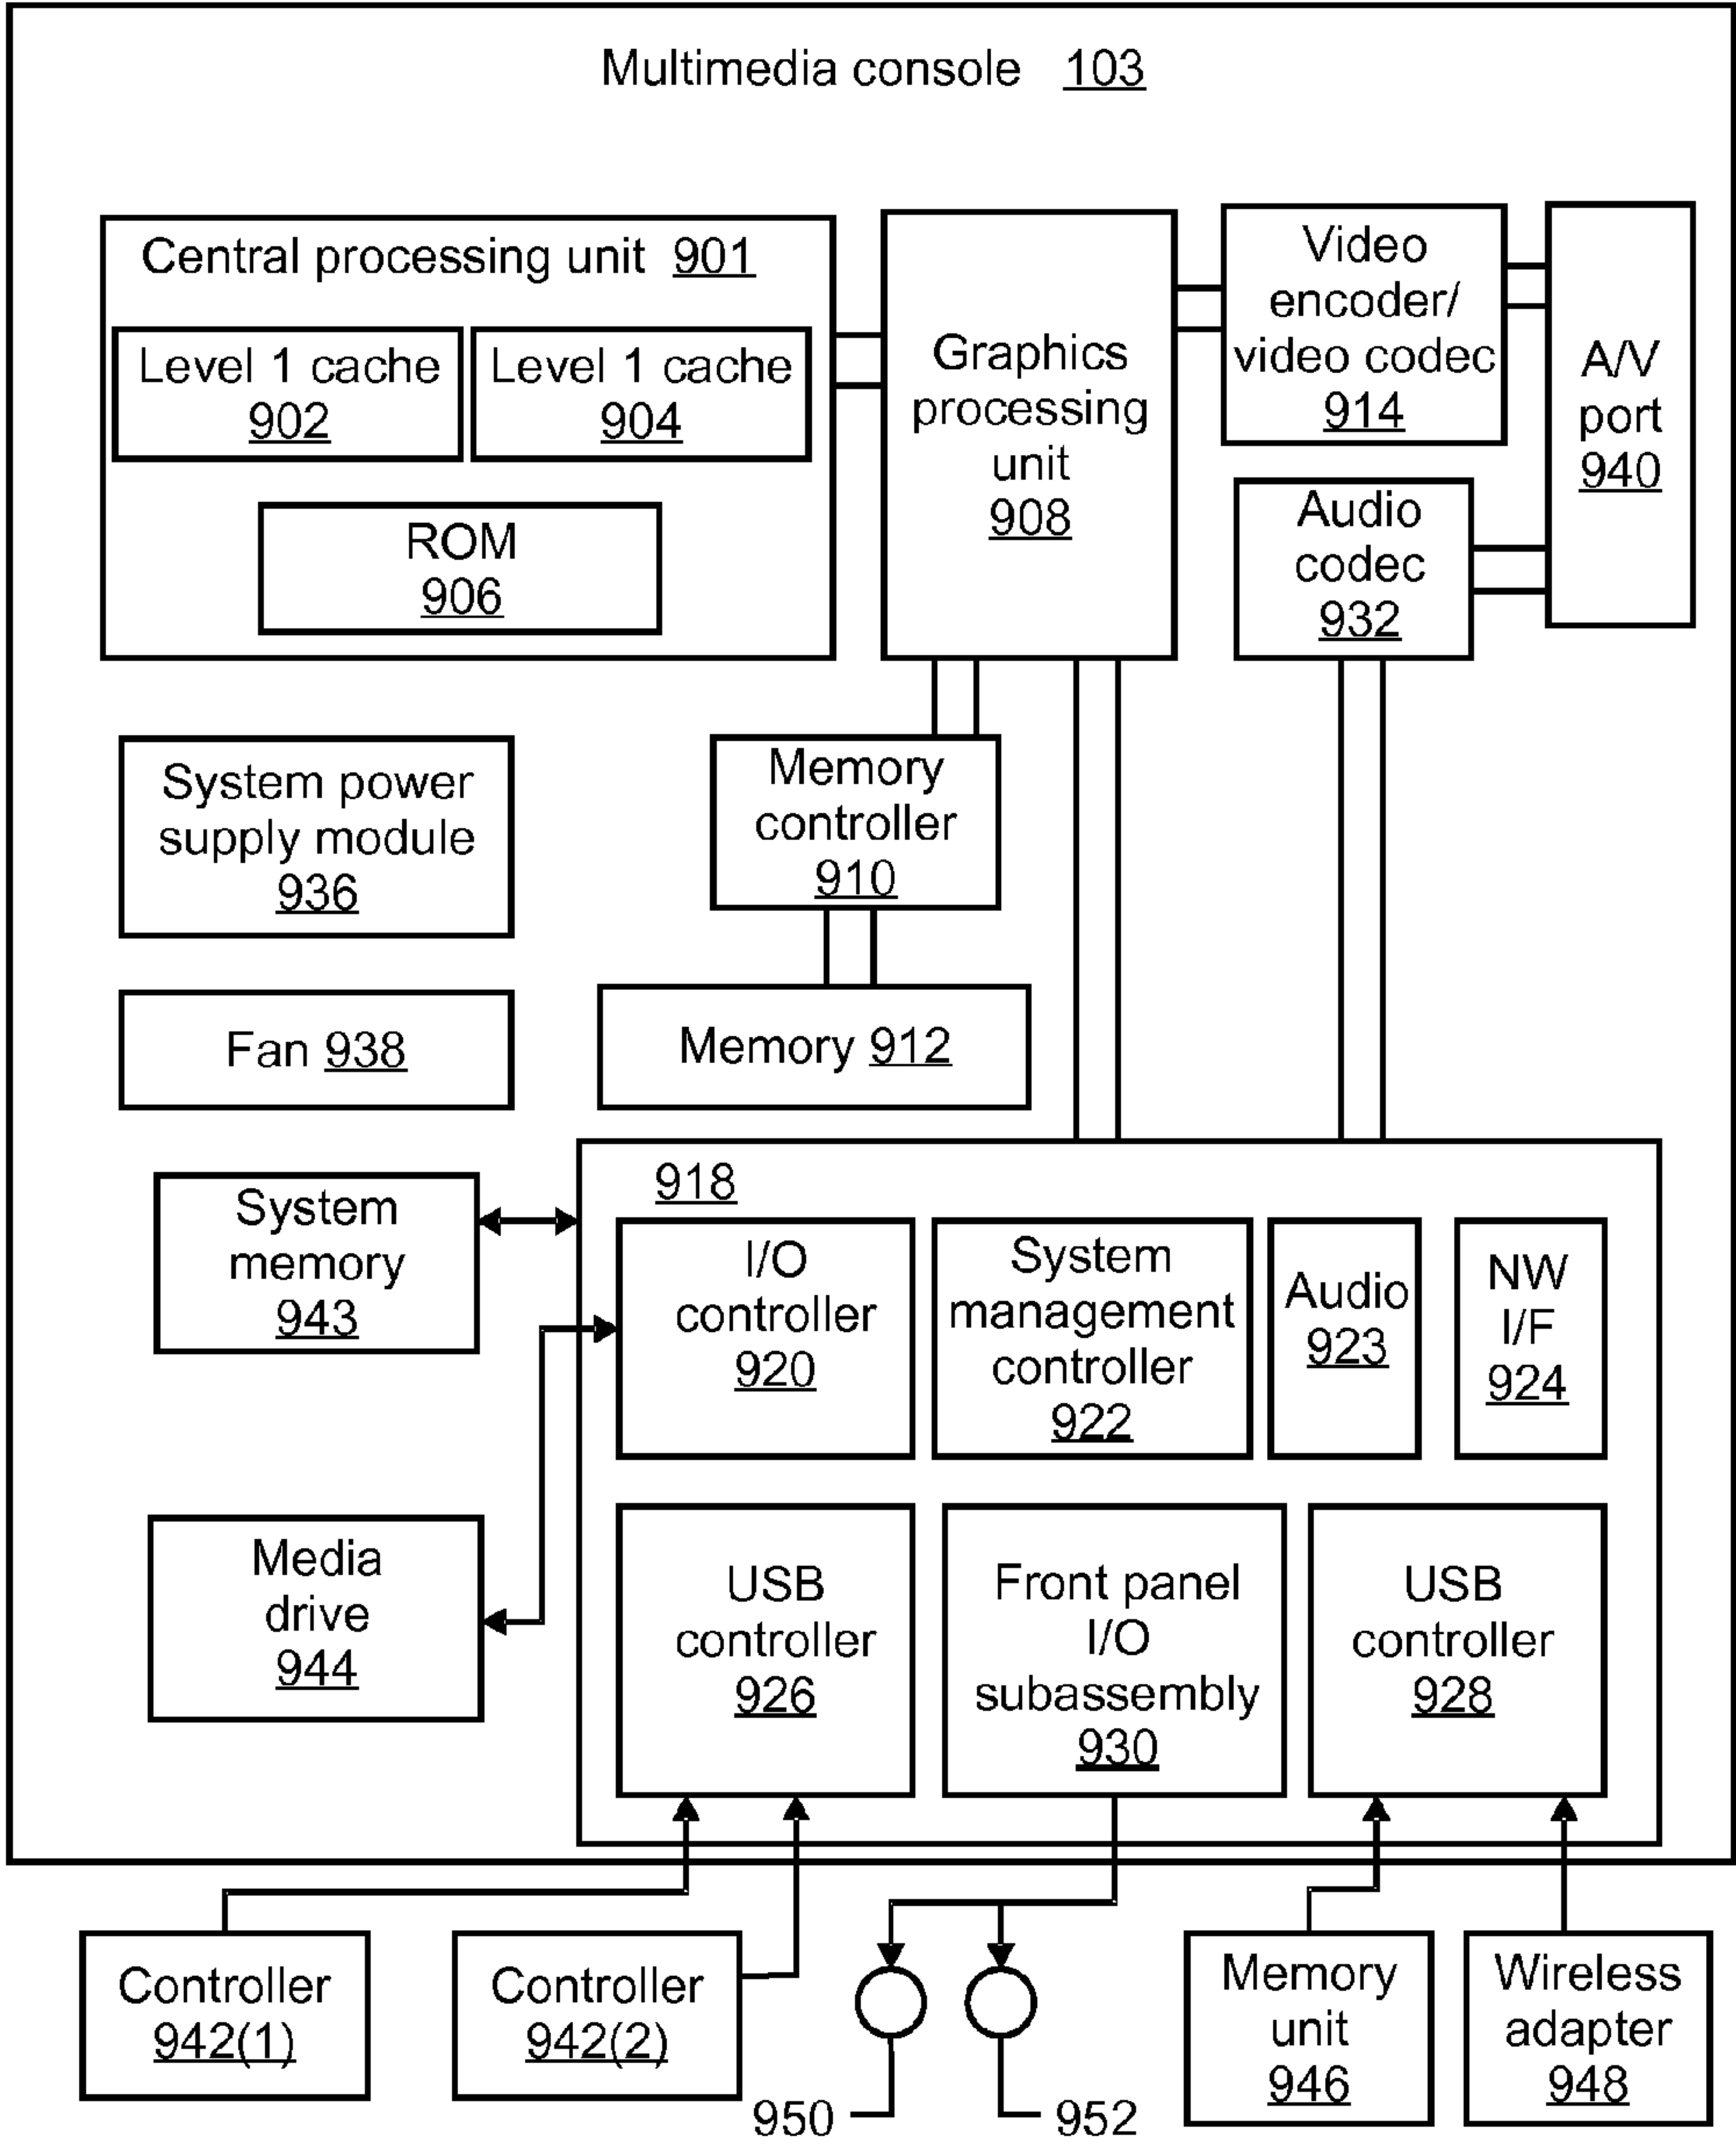 Multimedia console 103
Central processing unit 901
Level 1 cache
902
Level 1 cache
904
ROM
906
Graphics
processing
unit
908
Video
encoder/
video codec
914
A/V
port
940
Audio
codec
932
System power
supply module
936
Memory
controller
910
Fan 938
Memory 912
918
System
memory
943
I/O
controller
920
System
management
controller
922
Audio
923
NW
I/F
924
Media
drive
944
USB
controller
926
Front panel
I/O
subassembly
930
USB
controller
928
Controller
942(1)
Controller
942(2)
950
952
Memory
unit
946
Wireless
adapter
948